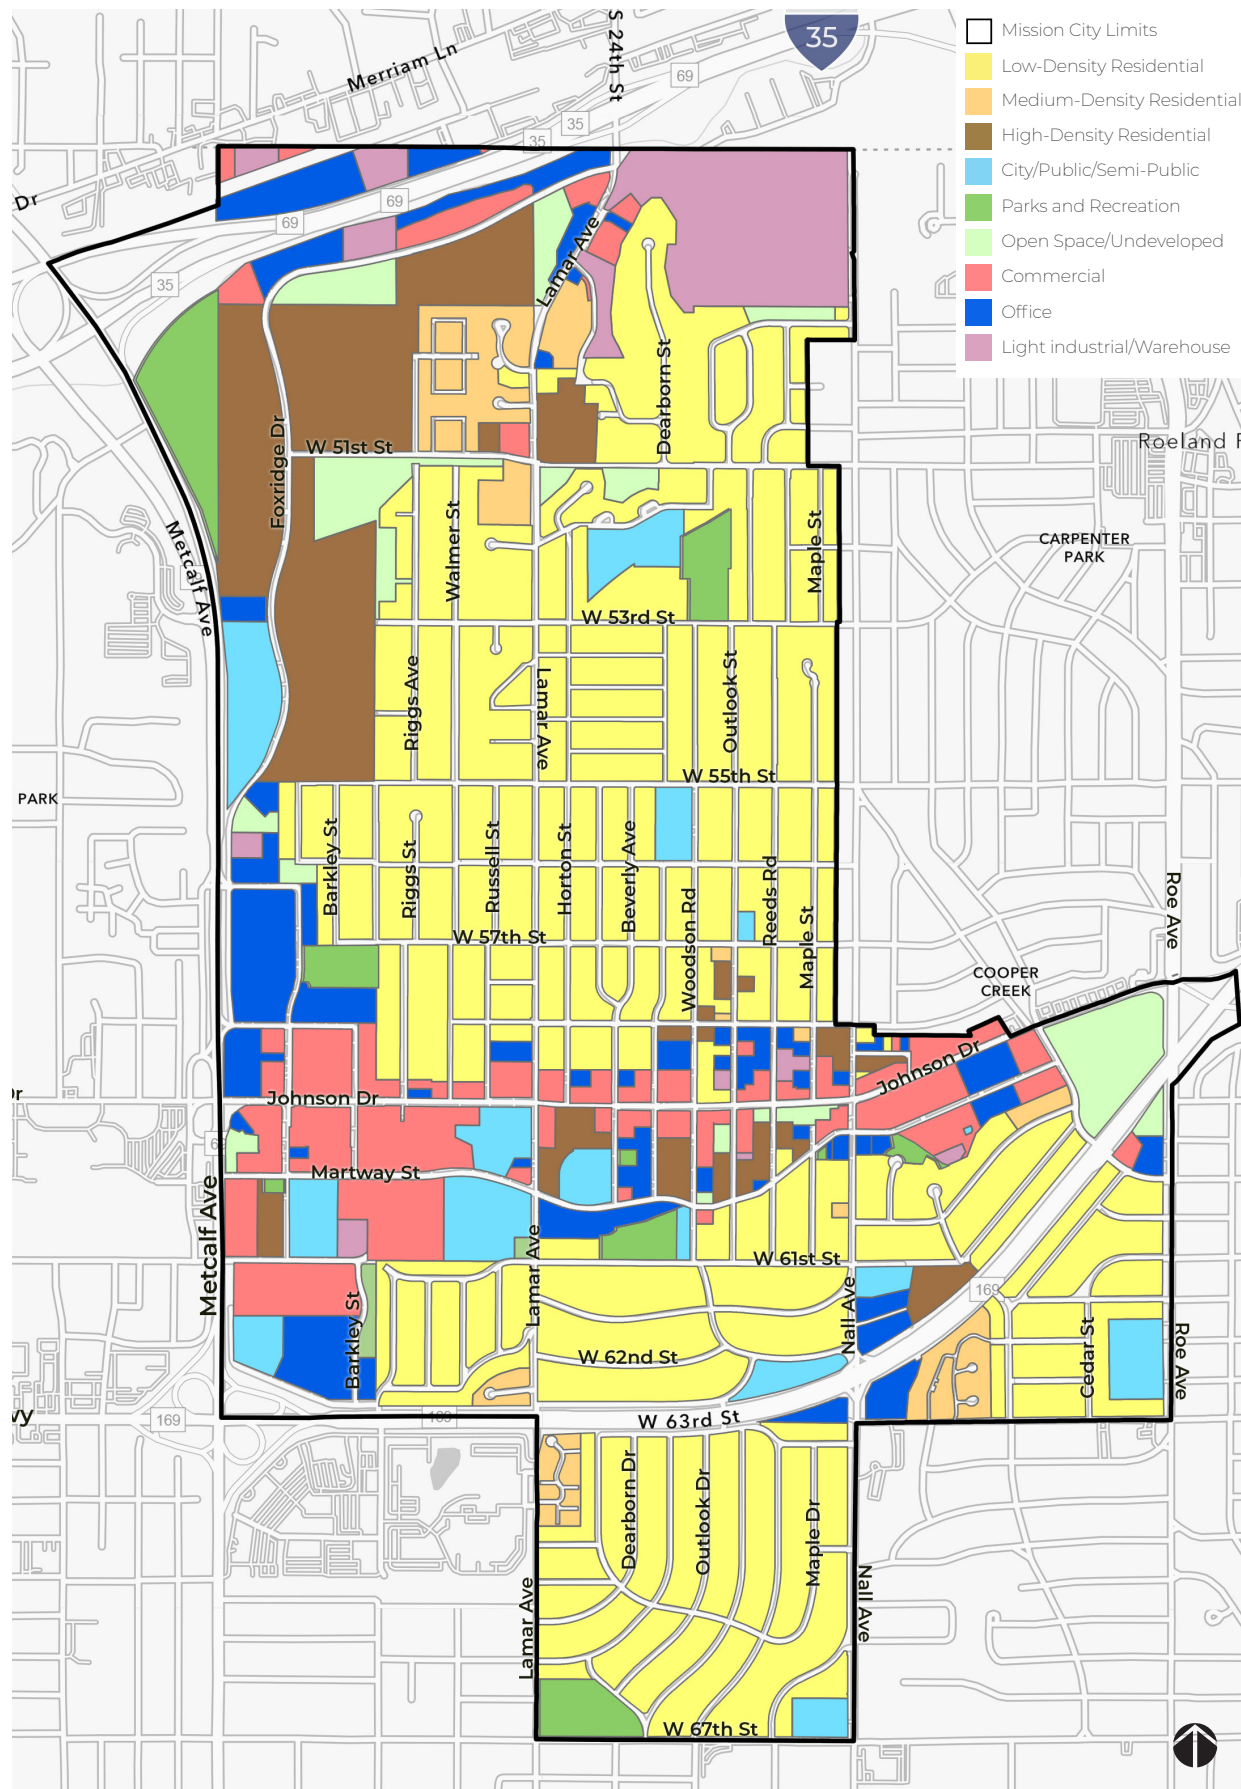 S 24th St
35
Merriam Ln
69
35
35
Dr
69
69
35
Mission City Limits
Low-Density Residential
Medium-Density Residential
High-Density Residential
City/Public/Semi-Public
Parks and Recreation
Open Space/Undeveloped
Commercial
Office
Light industrial/Warehouse
Lamar Ave
Dearborn St
Foxridge Dr
W 51st St
Roeland
Metcalf Ave
Walmer St
Maple St
CARPENTER
PARK
W 53rd St
Riggs Ave
Lamar Ave
Outlook St
W 55th St
PARK
Barkley St
Riggs St
Russell St
Horton St
Beverly Ave
Woodson Rd
Reeds Rd
Maple St
W 57th St
Roe Ave
COOPER
CREEK
Johnson Dr
Johnson Dr
Martway St
Metcalf Ave
Lamar Ave
W 61st St
Nall Ave
169
Barkley St
W 62nd St
Cedar St
Roe Ave
169
169
W 63rd St
Dearborn Dr
Outlook Dr
Maple Dr
Lamar Ave
Nall Ave
W 67th St